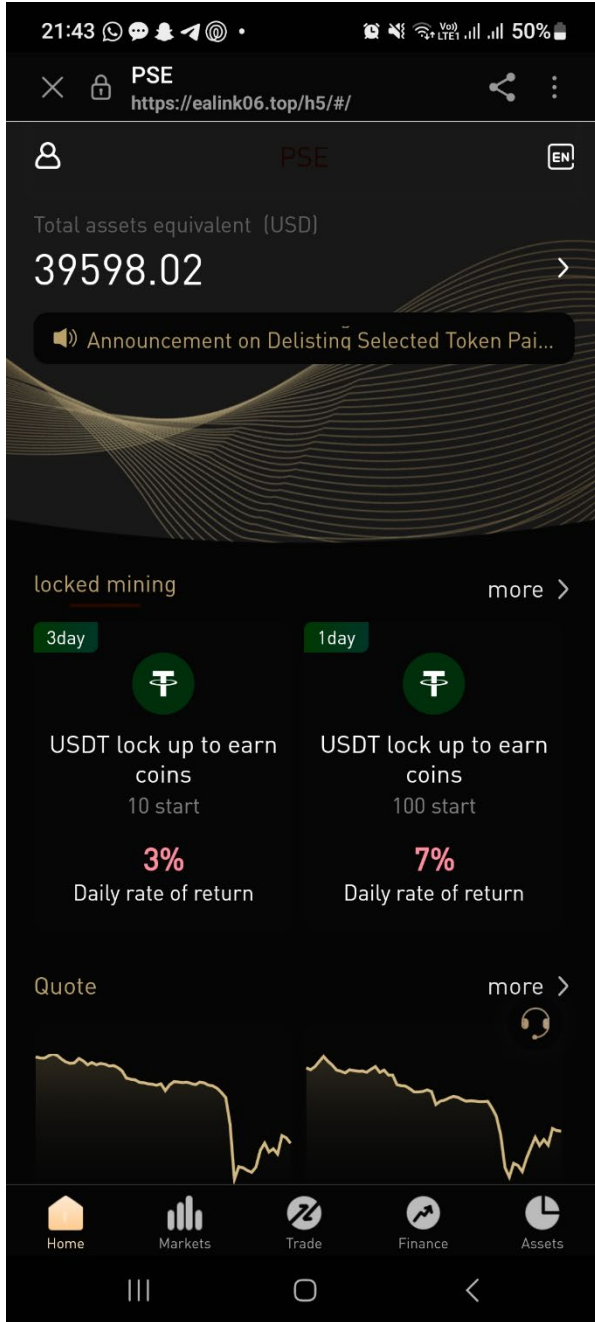 21:43
Vo)) LTE1
50%
PSE
https://ealink06.top/h5/#/
PSE
EN
Total assets equivalent (USD)
39598.02
Announcement on Delisting Selected Token Pai...
locked mining
more >
3day
USDT lock up to earn
coins
10 start
3%
Daily rate of return
1day
USDT lock up to earn
coins
100 start
7%
Daily rate of return
Quote
more >
Home
Markets
Trade
Finance
Assets